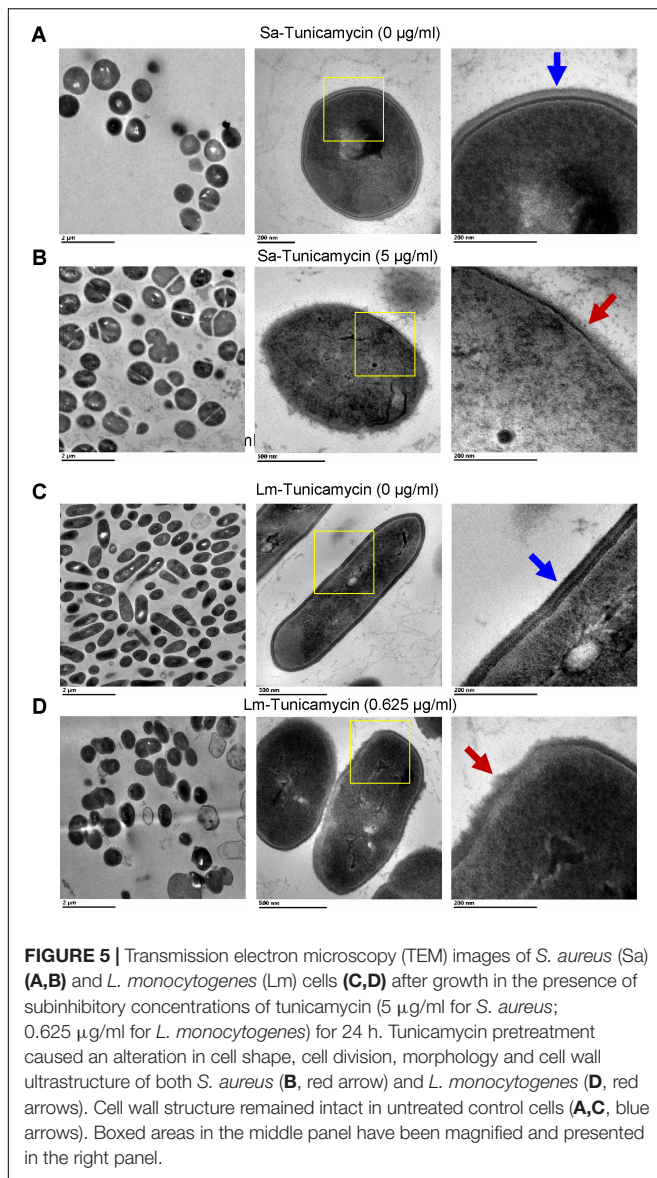 A
Sa-Tunicamycin (0 µg/ml)
2 µm
200 nm
200 nm
B
Sa-Tunicamycin (5 µg/ml)
2 µm
500 nm
200 nm
ml
C
Lm-Tunicamycin (0 µg/ml)
2 µm
500 nm
200 nm
D
Lm-Tunicamycin (0.625 µg/ml)
2 µm
500 nm
200 nm
FIGURE 5 | Transmission electron microscopy (TEM) images of S. aureus (Sa)
(A,B) and L. monocytogenes (Lm) cells (C,D) after growth in the presence of
subinhibitory concentrations of tunicamycin (5 µg/ml for S. aureus;
0.625 µg/ml for L. monocytogenes) for 24 h. Tunicamycin pretreatment
caused an alteration in cell shape, cell division, morphology and cell wall
ultrastructure of both S. aureus (B, red arrow) and L. monocytogenes (D, red
arrows). Cell wall structure remained intact in untreated control cells (A,C, blue
arrows). Boxed areas in the middle panel have been magnified and presented
in the right panel.